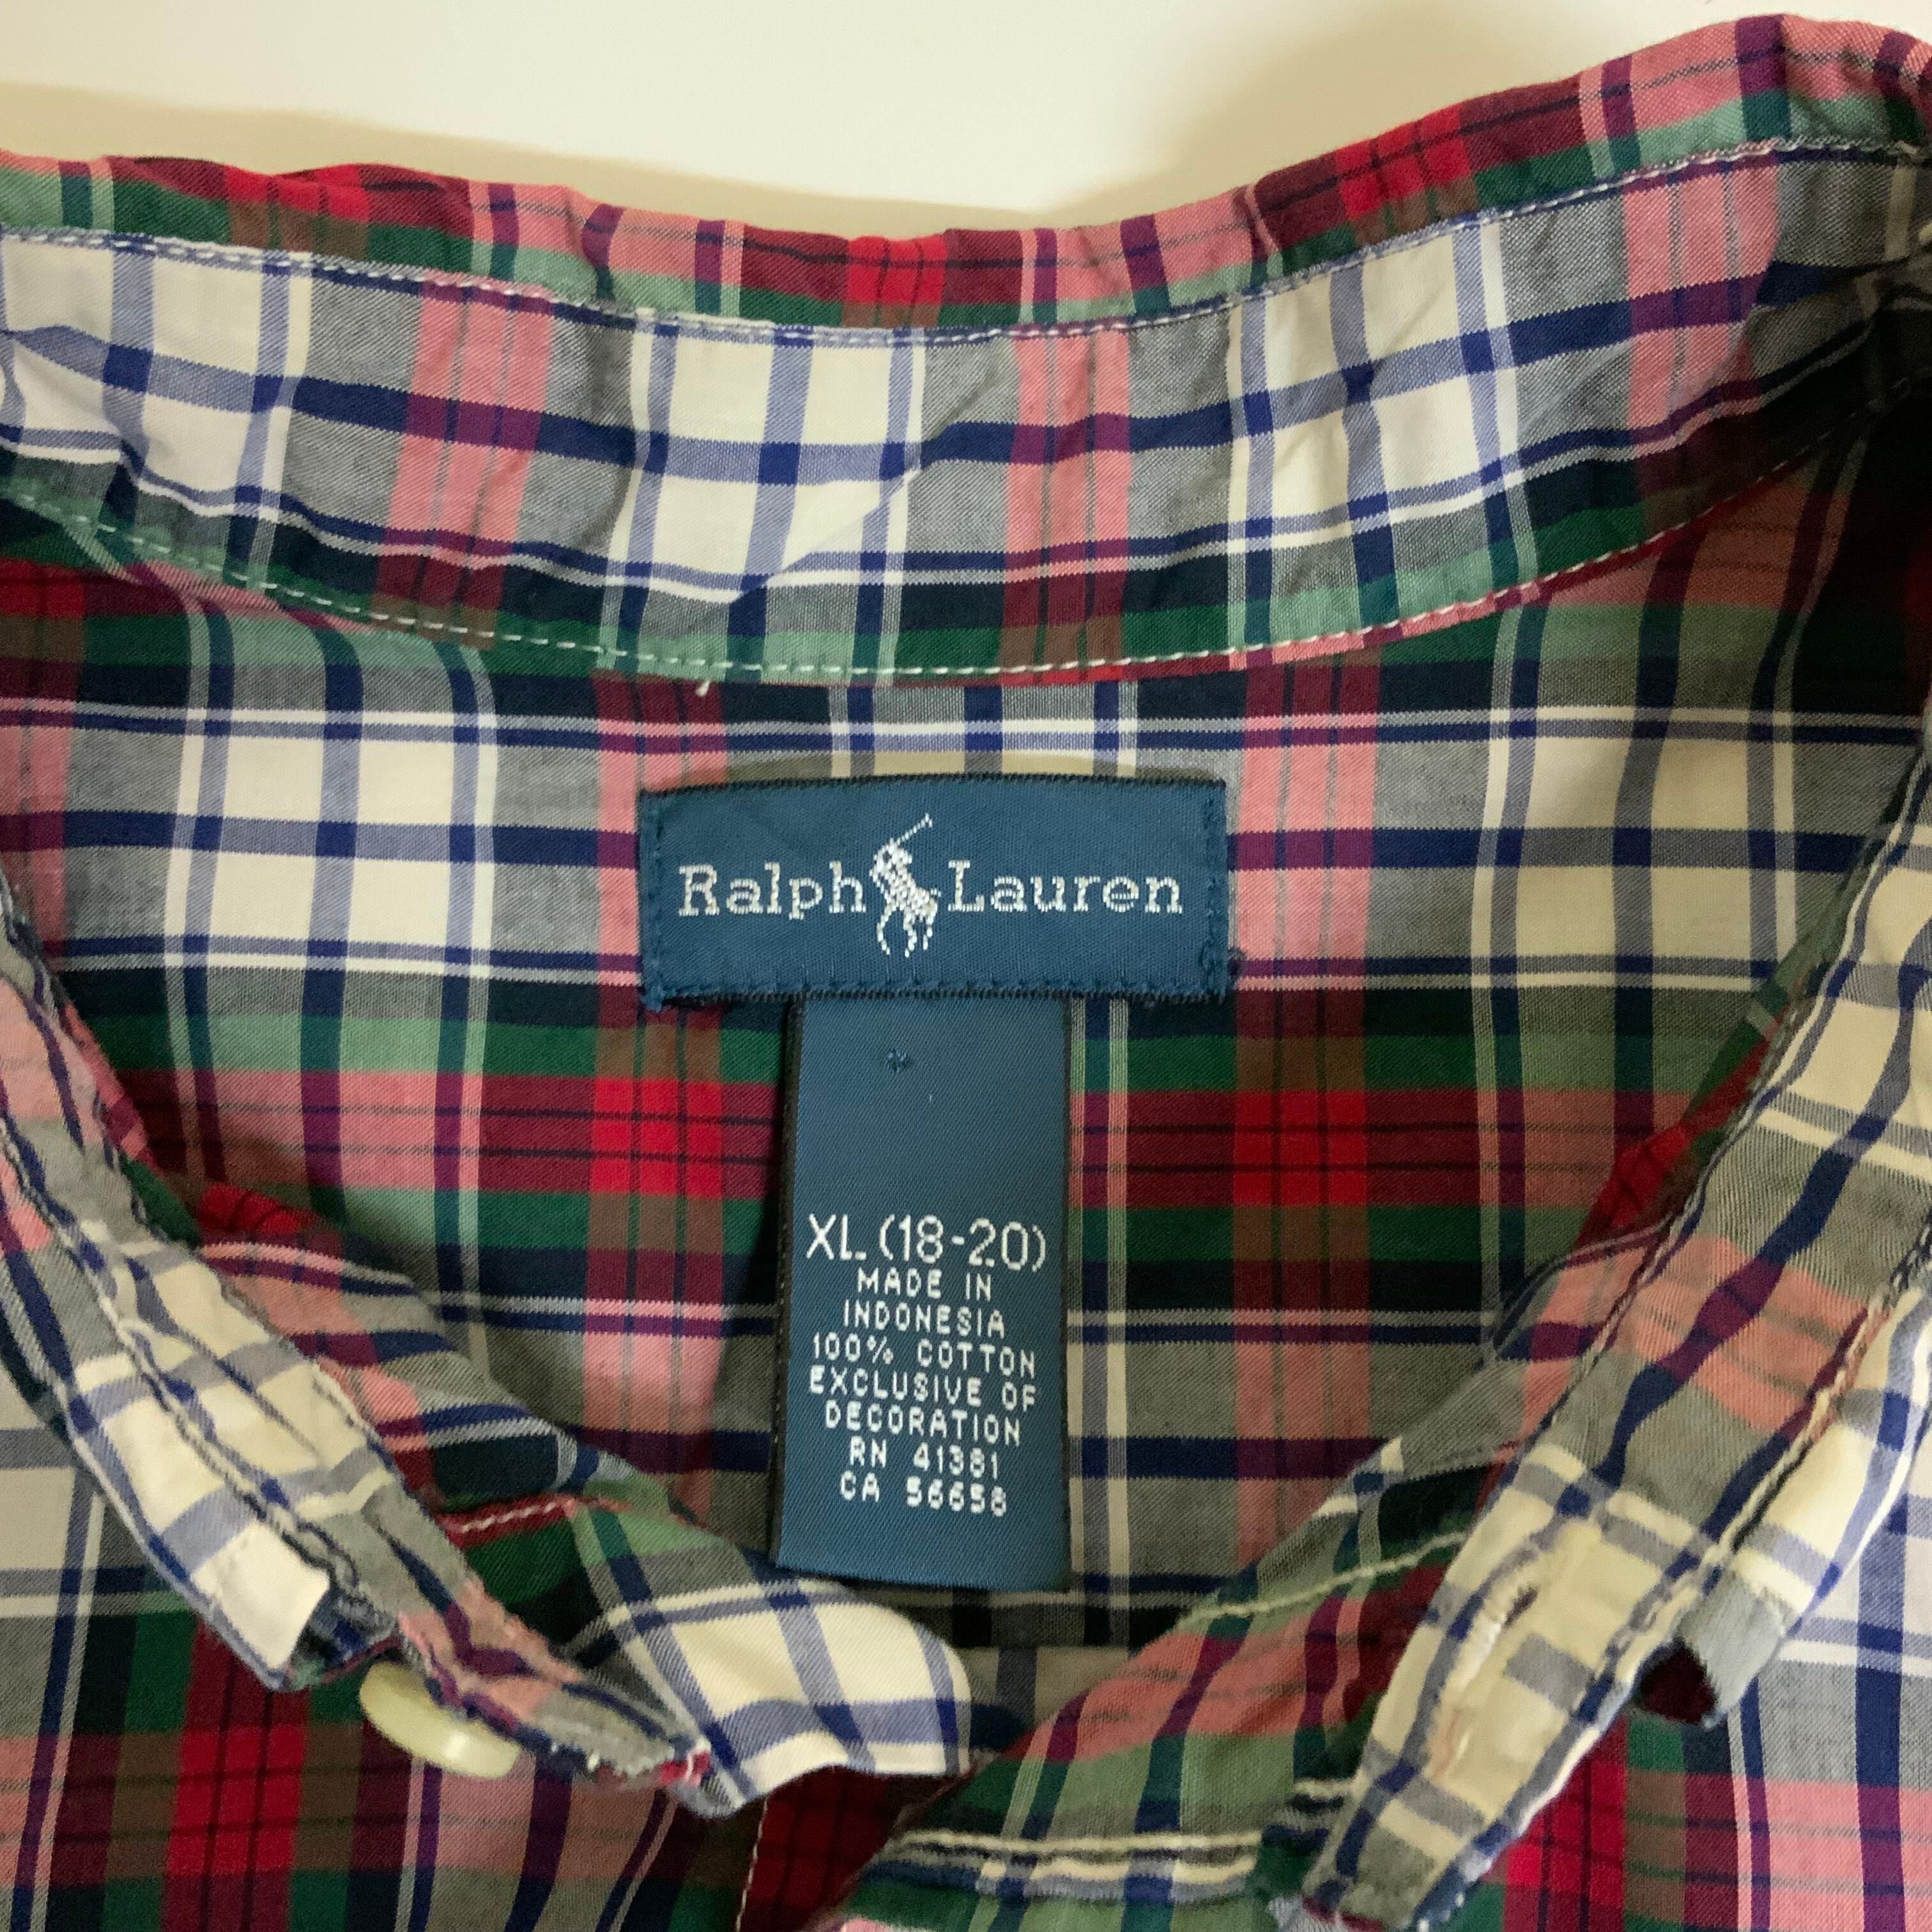 Ralph Lauren
XL (18-20)
MADE IN
INDONESIA
100% COTTON
EXCLUSIVE OF
DECORATION
RN 41381
CA 56658